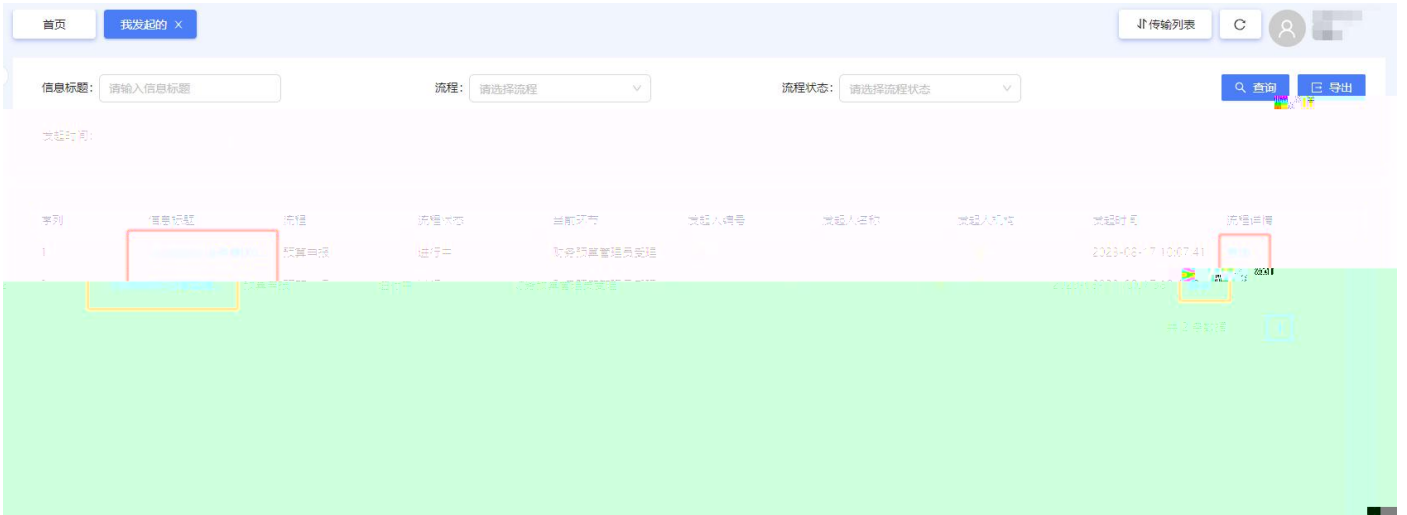 首页 我发起的 × 传输列表
信息标题: 请输入信息标题 流程: 请选择流程 流程状态: 请选择流程状态 查询 导出
发起时间:
序列 信息标题 流程 流程状态 当前环节 发起人编号 发起人名称 发起人机构 发起时间 流程详情
1 预算申报 进行中 财务预算管理员受理 2023-08-17 10:07:41